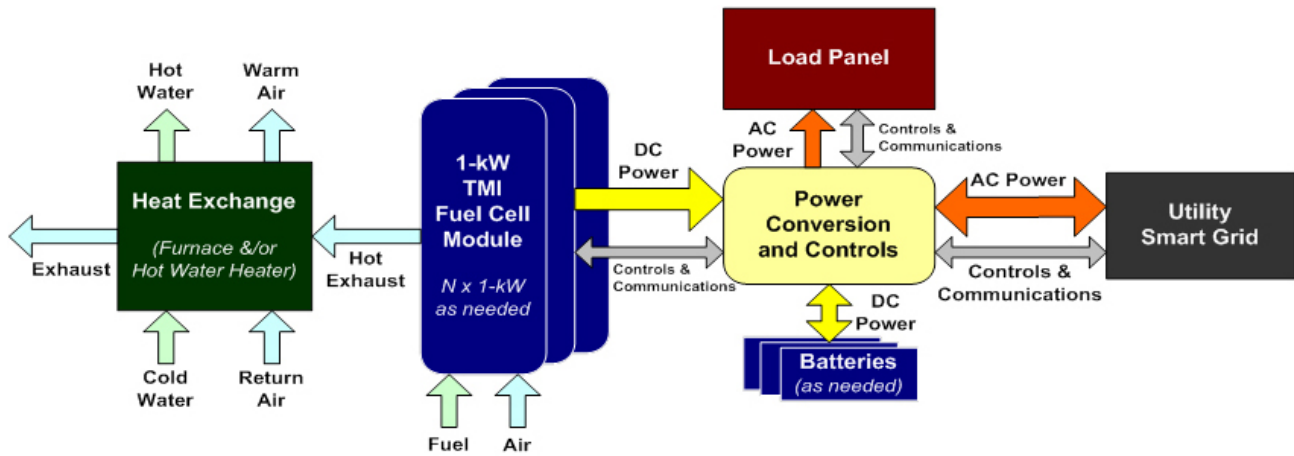 Hot
Water
Warm
Air
Heat Exchange
(Furnace &/or
Hot Water Heater)
Exhaust
Cold
Water
Return
Air
Hot
Exhaust
1-kW
TMI
Fuel Cell
Module
N x 1-kW
as needed
Fuel
Air
DC
Power
Controls &
Communications
Load Panel
AC
Power
Controls &
Communications
Power
Conversion
and Controls
DC
Power
Batteries
(as needed)
AC Power
Controls &
Communications
Utility
Smart Grid